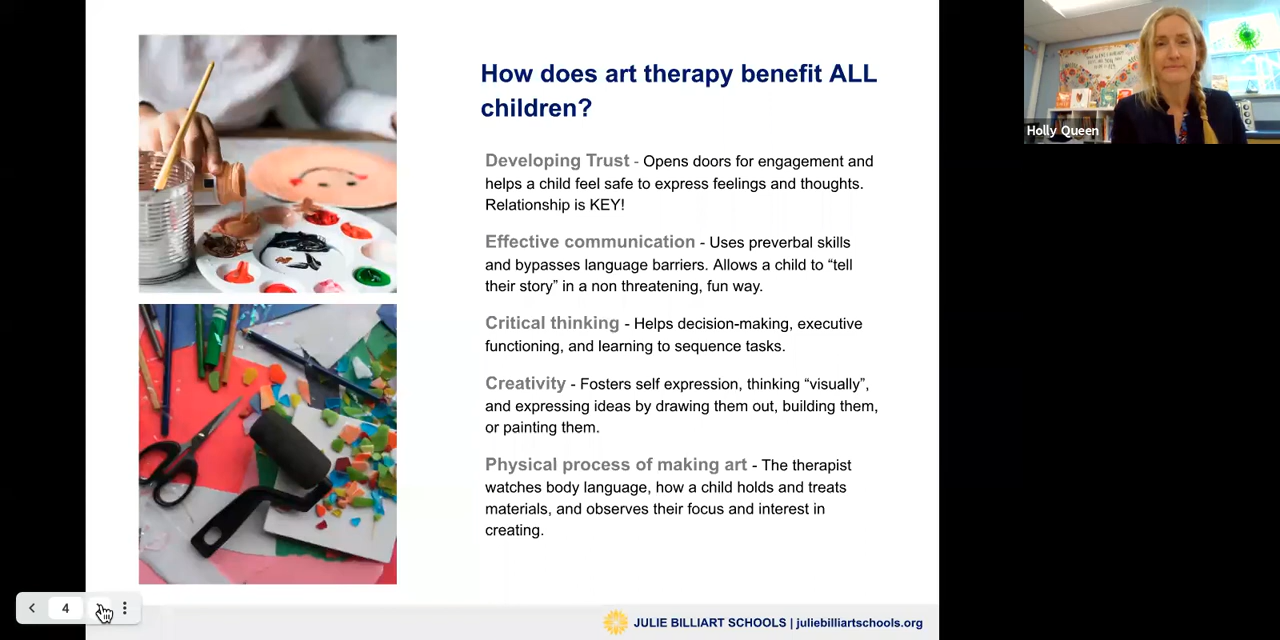 How does art therapy benefit ALL
children?
Developing Trust - Opens doors for engagement and
helps a child feel safe to express feelings and thoughts.
Relationship is KEY!
Effective communication - Uses preverbal skills
and bypasses language barriers. Allows a child to “tell
their story” in a non threatening, fun way.
Critical thinking - Helps decision-making, executive
functioning, and learning to sequence tasks.
Creativity - Fosters self expression, thinking “visually”,
and expressing ideas by drawing them out, building them,
or painting them.
Physical process of making art - The therapist
watches body language, how a child holds and treats
materials, and observes their focus and interest in
creating.
JULIE BILLIART SCHOOLS | juliebilliartschools.org
4
Holly Queen